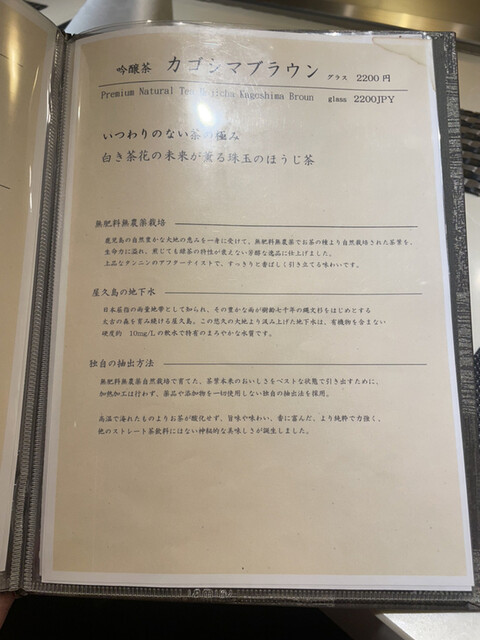 吟醸茶 カゴシマブラウン グラス 2200円
Premium Natural Tea Kagoshima Broun glass 2200JPY
いつわりのない茶の極み
白き茶花の未来が薫る珠玉のほうじ茶
無肥料無農薬栽培
鹿児島の自然豊かな大地の恵みを一身に受けて、無肥料無農薬でお茶の種より自然栽培された茶葉を、
生命力に溢れ、煎じても緑茶の特性が衰えない芳醇な逸品に仕上げました。
上品なタンニンのアフターテイストで、すっきりと香ばしく引き立てる味わいです。
屋久島の地下水
日本屈指の雨量地帯として知られ、その豊かな雨が樹齢七千年の縄文杉をはじめとする
太古の森を育み続ける屋久島。この悠久の大地より汲み上げた地下水は、有機物を含まない
硬度約 10mg/Lの軟水で特有のまろやかな水質です。
独自の抽出方法
無肥料無農薬自然栽培で育てた、茶葉本来のおいしさをベストな状態で引き出すために、
加熱加工は行わず、薬品や添加物を一切使用しない独自の抽出法を採用。
高温で淹れたものよりお茶が酸化せず、旨味や味わい、香に富んだ、より純粋で力強く、
他のストレート茶飲料にはない神秘的な美味しさが誕生しました。